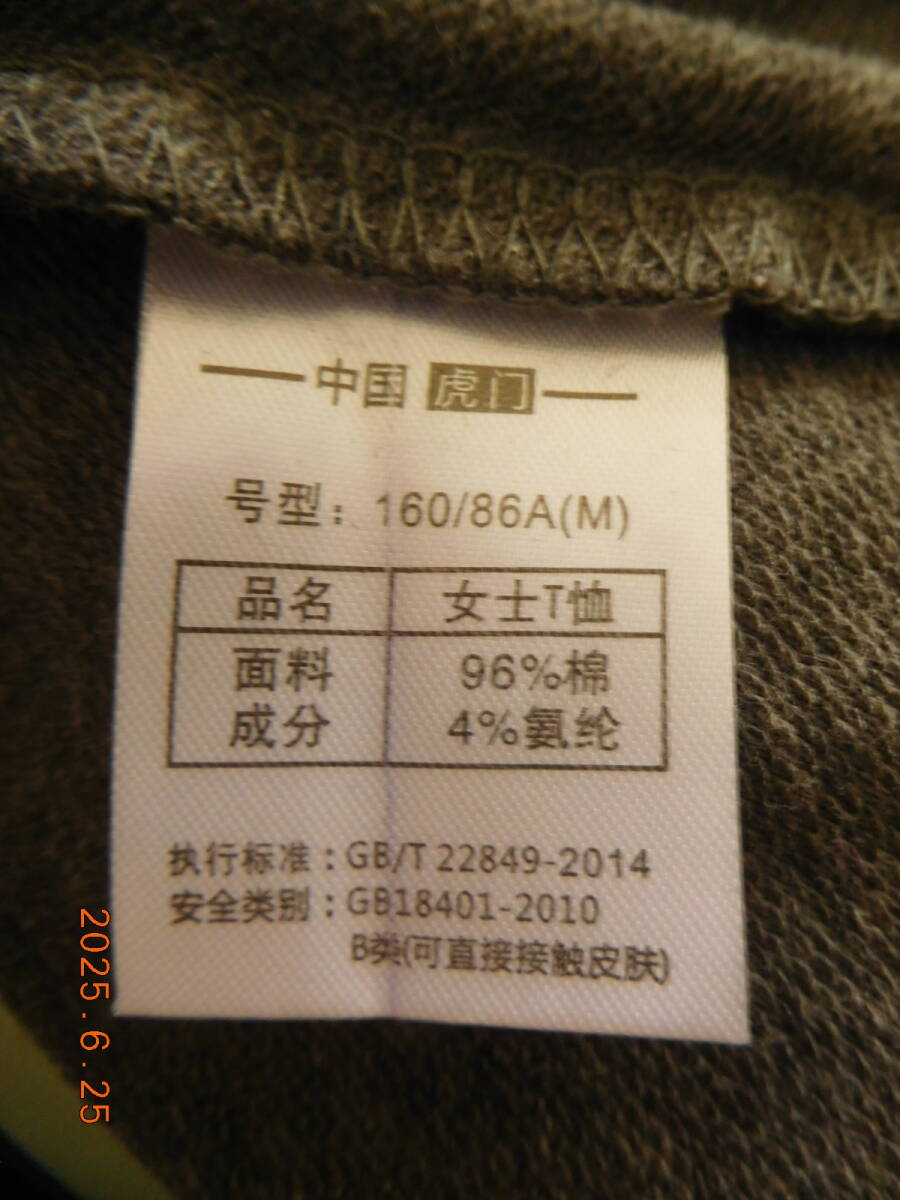 中国 虎门
号型：160/86A(M)
品名 女士T恤
面料 96%棉
成分 4%氨纶
执行标准：GB/T 22849-2014
安全类别：GB18401-2010
B类(可直接接触皮肤)
2025.6.25